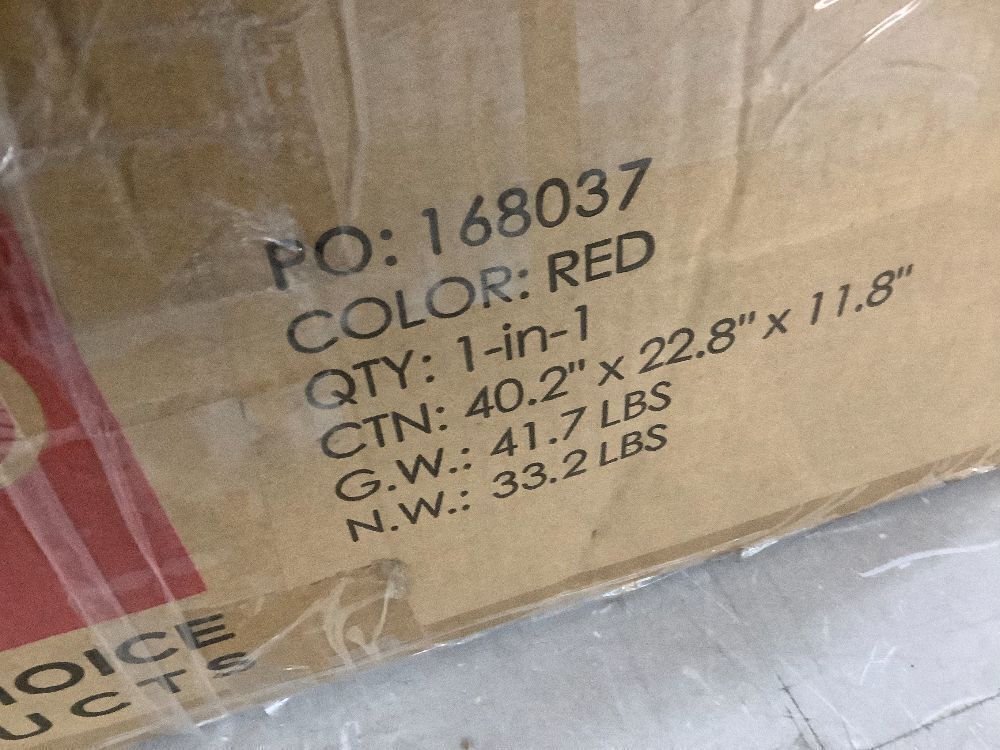 PO: 168037
COLOR: RED
QTY: 1-in-1
CTN: 40.2" x 22.8" x 11.8"
G.W.: 41.7 LBS
N.W.: 33.2 LBS
HOICE
UCTS